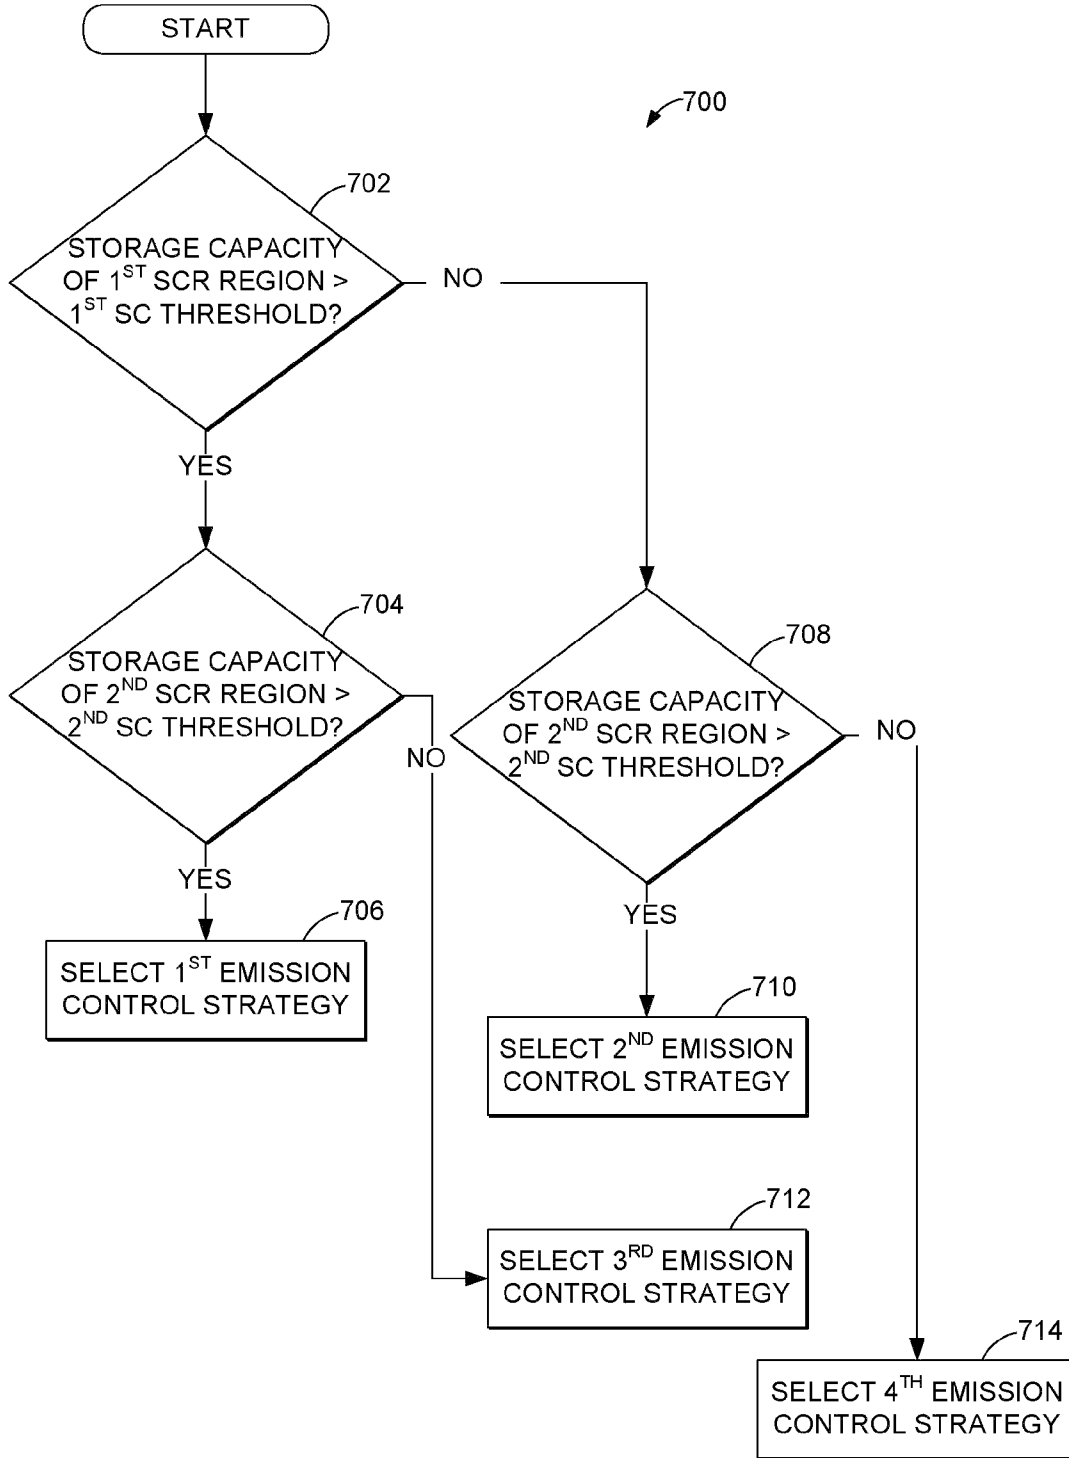 START
700
702
STORAGE CAPACITY
OF 1ST SCR REGION >
1ST SC THRESHOLD?
NO
YES
704
STORAGE CAPACITY
OF 2ND SCR REGION >
2ND SC THRESHOLD?
NO
708
STORAGE CAPACITY
OF 2ND SCR REGION >
2ND SC THRESHOLD?
NO
YES
706
SELECT 1ST EMISSION
CONTROL STRATEGY
YES
710
SELECT 2ND EMISSION
CONTROL STRATEGY
712
SELECT 3RD EMISSION
CONTROL STRATEGY
714
SELECT 4TH EMISSION
CONTROL STRATEGY